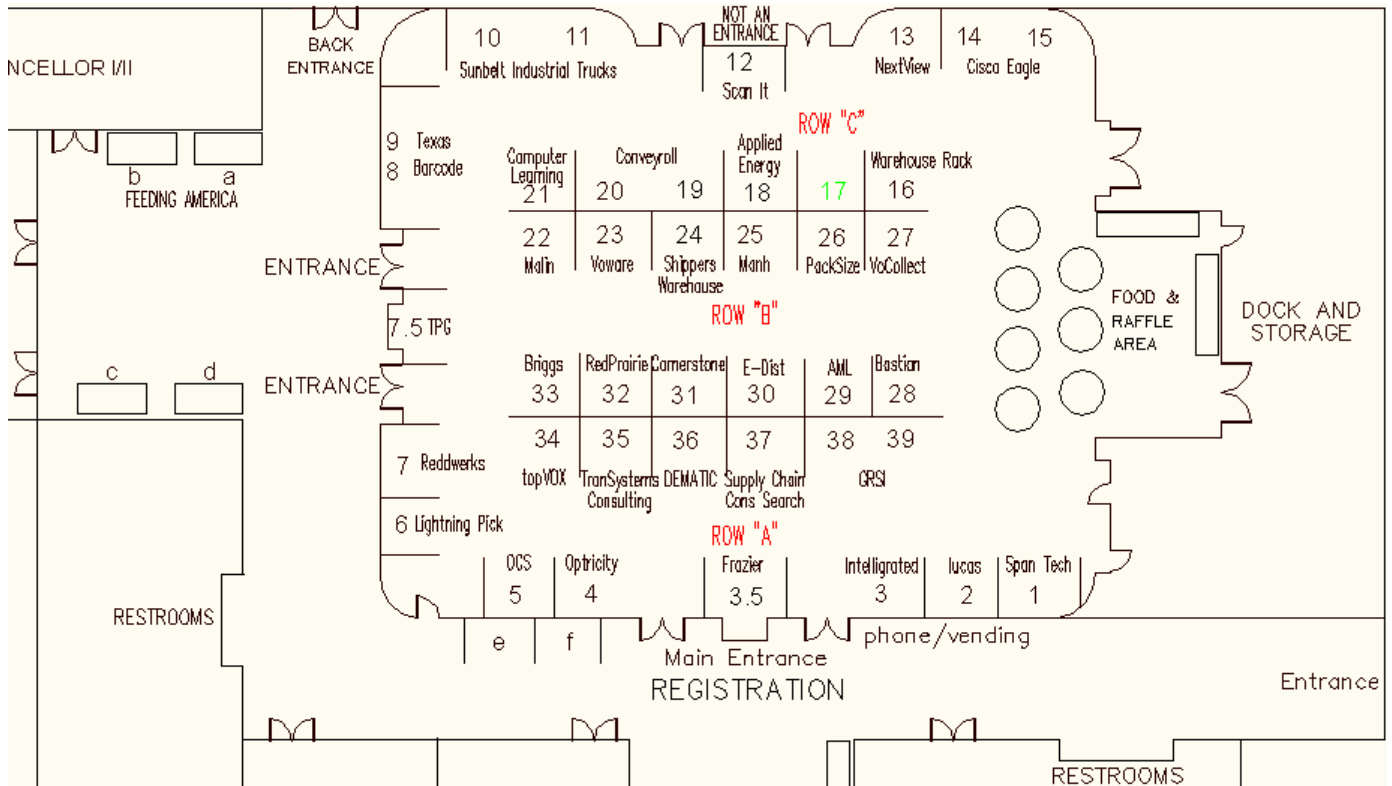 NOT AN
ENTRANCE
BACK
ENTRANCE
10 11
Sunbelt Industrial Trucks
12
Scan It
13
NextView
14 15
Cisca Eagle
NCELLOR I/II
ROW "C"
b a
FEEDING AMERICA
9 Texas
8 Barcode
Computer
Learning
21
Conveyroll
20 19
Applied
Energy
18
17
Warehouse Rack
16
22
Malin
23
Voware
24
Shippers
Warehouse
25
Manh
26
PackSize
27
VoCollect
ENTRANCE
7.5 TPG
ROW "B"
FOOD &
RAFFLE
AREA
DOCK AND
STORAGE
c d
ENTRANCE
Briggs
33
RedPrairie
32
Cornerstone
31
E-Dist
30
AML
29
Bastian
28
34
topVOX
35
TranSystems
Consulting
36
DEMATIC
37
Supply Chain
Cons Search
38 39
GRSI
7 Reddwerks
6 Lightning Pick
ROW "A"
OCS
5
Optricity
4
Frazier
3.5
Intelligrated
3
lucas
2
Span Tech
1
RESTROOMS
e f
phone/vending
Main Entrance
REGISTRATION
Entrance
RESTROOMS